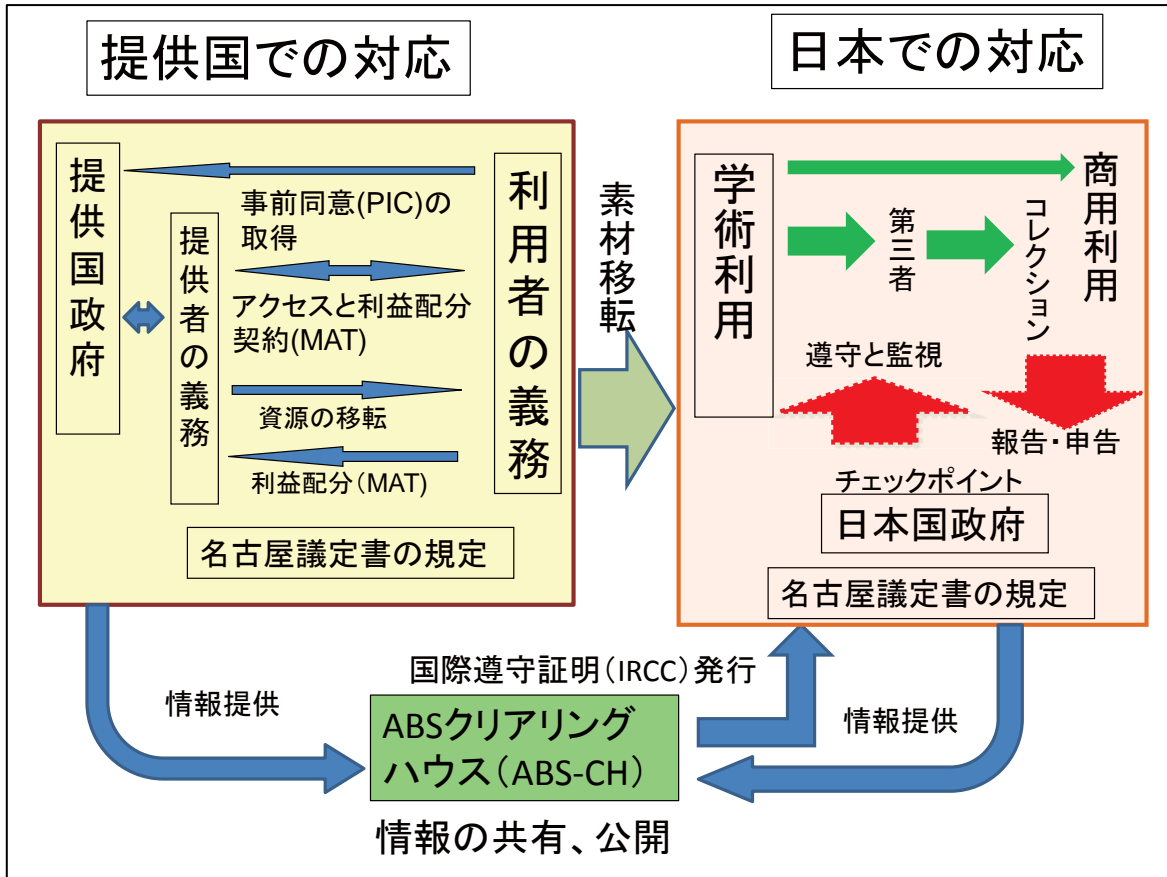 提供国での対応
日本での対応
提供国政府
提供者の義務
事前同意(PIC)の
取得
アクセスと利益配分
契約(MAT)
資源の移転
利益配分（MAT)
利用者の義務
名古屋議定書の規定
素材移転
学術利用
第三者
コレクション
商用利用
遵守と監視
報告・申告
チェックポイント
日本国政府
名古屋議定書の規定
国際遵守証明（IRCC）発行
情報提供
ABSクリアリング
ハウス（ABS-CH）
情報提供
情報の共有、公開